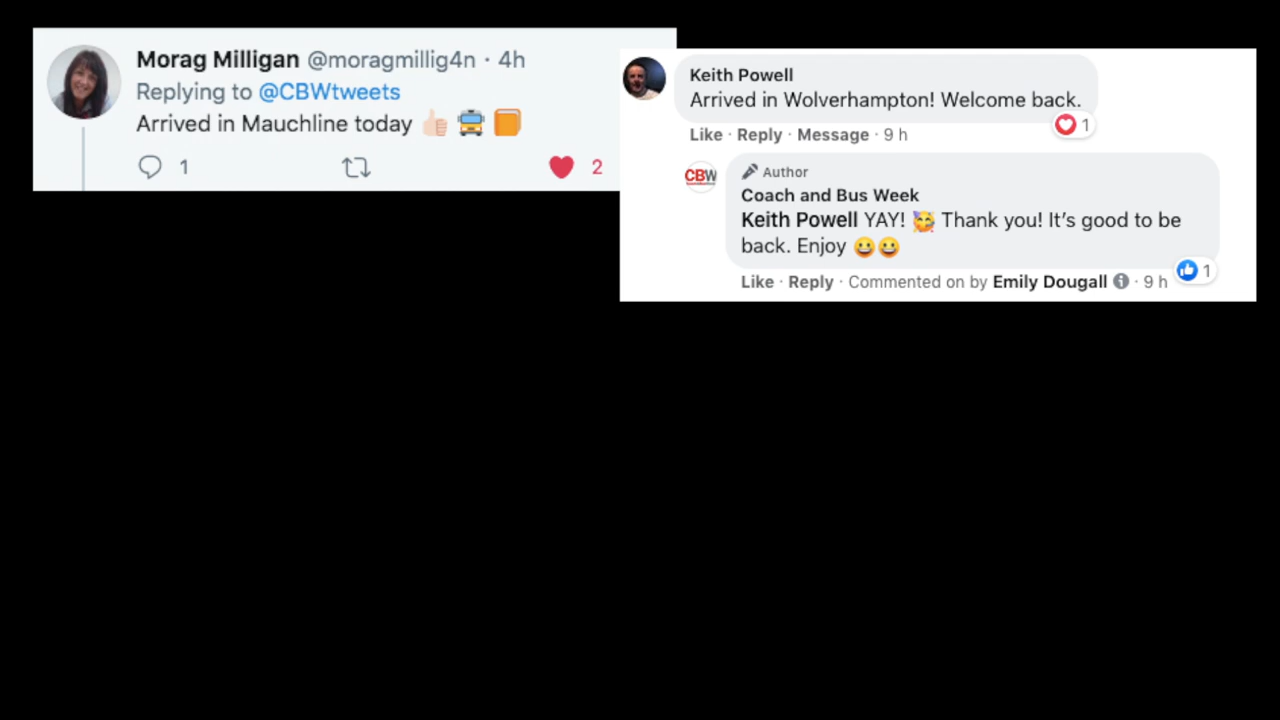 Morag Milligan @moragmillig4n · 4h
Replying to @CBWtweets
Arrived in Mauchline today 👍🏻 🚍 📙
1
2
Keith Powell
Arrived in Wolverhampton! Welcome back.
1
Like · Reply · Message · 9 h
CBW
Author
Coach and Bus Week
Keith Powell YAY! 🥳 Thank you! It's good to be
back. Enjoy 😀😀
1
Like · Reply · Commented on by Emily Dougall · 9 h